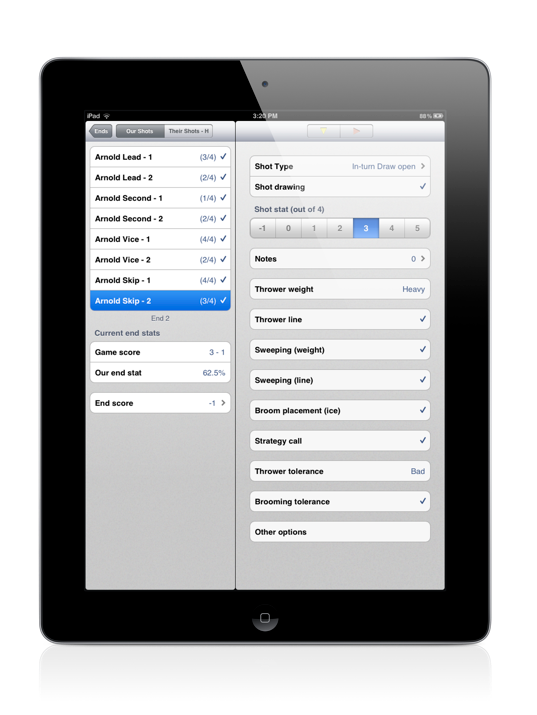 iPad 3:20 PM 88%
Ends Our Shots Their Shots - H
Arnold Lead - 1 (3/4)
Arnold Lead - 2 (2/4)
Arnold Second - 1 (1/4)
Arnold Second - 2 (2/4)
Arnold Vice - 1 (4/4)
Arnold Vice - 2 (2/4)
Arnold Skip - 1 (4/4)
Arnold Skip - 2 (3/4)
End 2
Current end stats
Game score 3 - 1
Our end stat 62.5%
End score -1
Shot Type In-turn Draw open
Shot drawing
Shot stat (out of 4)
-1 0 1 2 3 4 5
Notes 0
Thrower weight Heavy
Thrower line
Sweeping (weight)
Sweeping (line)
Broom placement (ice)
Strategy call
Thrower tolerance Bad
Brooming tolerance
Other options